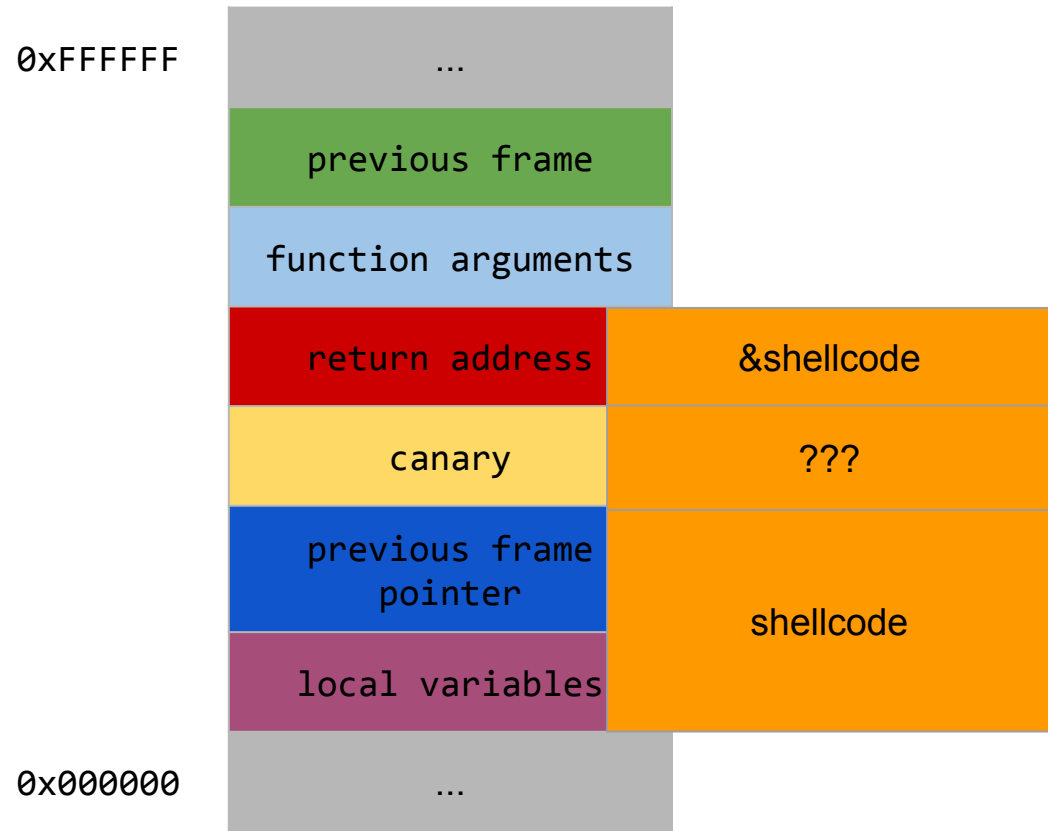 0xFFFFFF
...
previous frame
function arguments
return address
&shellcode
canary
???
previous frame
pointer
shellcode
local variables
0x000000
...